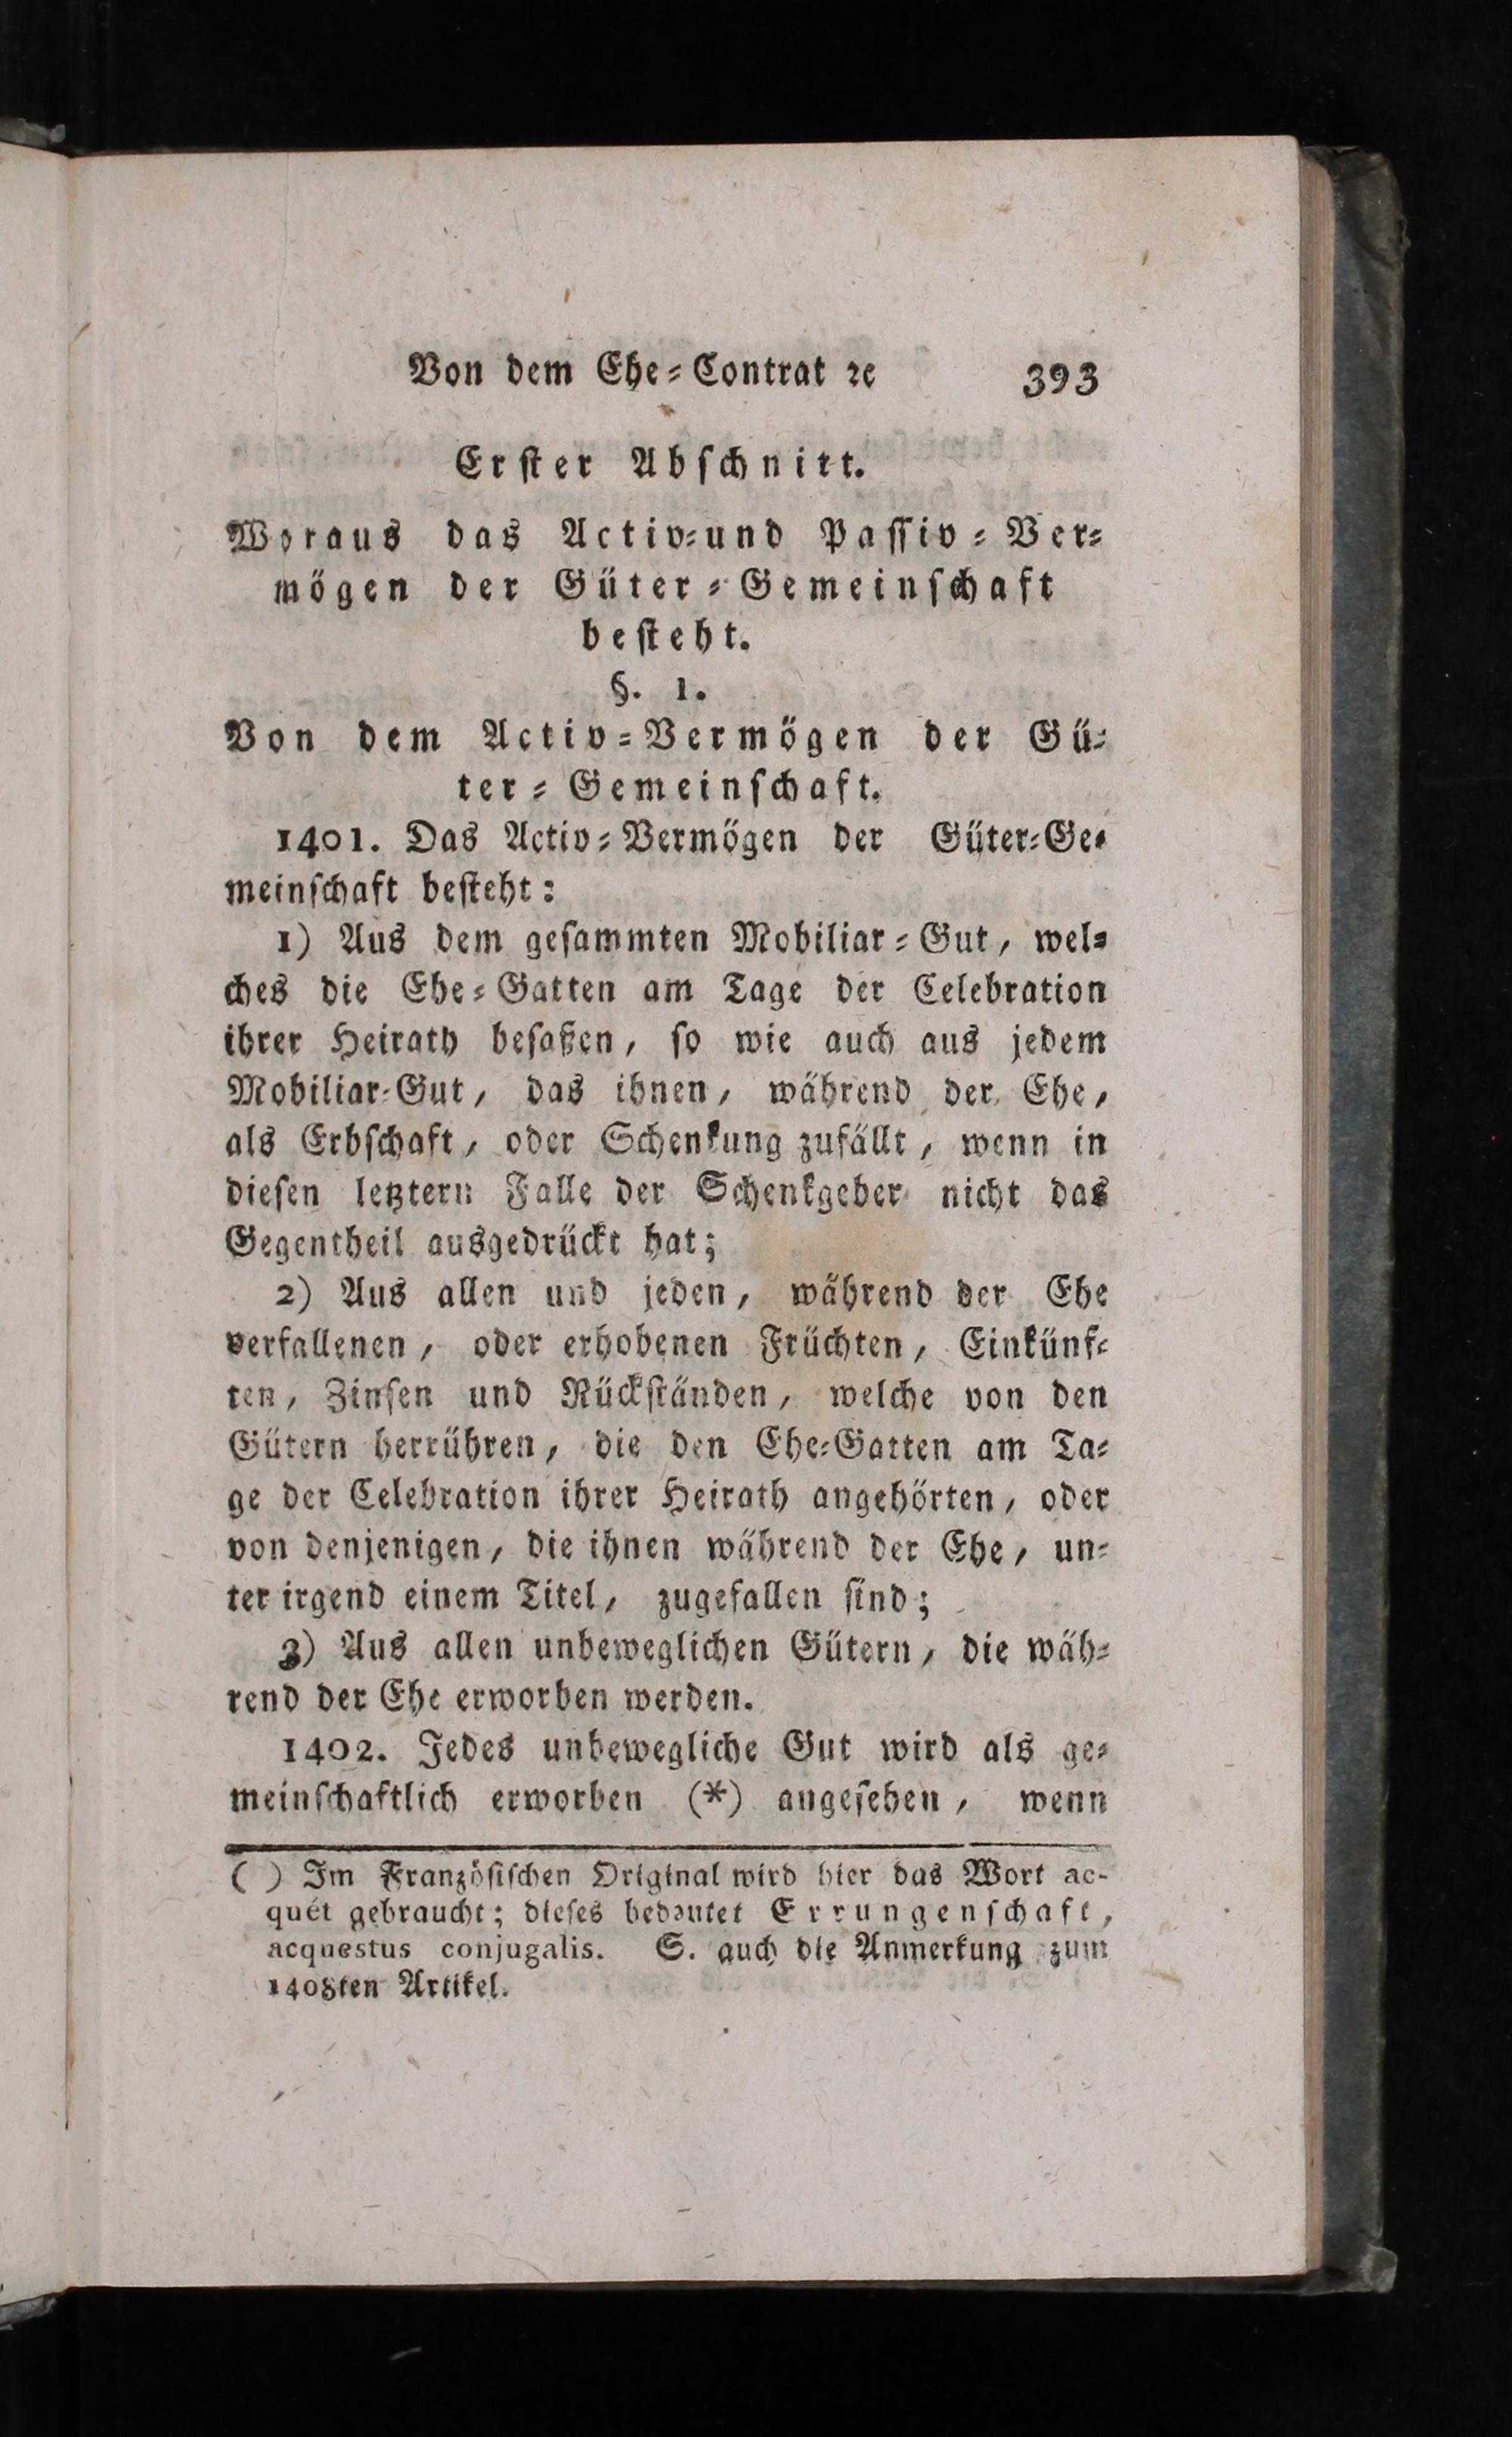 Von dem Ehe-Contrat ꝛc 393
Erſter Abſchnitt.
Woraus das Activ-und Paſſiv-Ver-
mögen der Güter-Gemeinſchaft
beſteht.
§. 1.
Von dem Activ-Vermögen der Gü-
ter-Gemeinſchaft.
1401. Das Activ-Vermögen der Güter-Ge-
meinſchaft beſteht:
1) Aus dem geſammten Mobiliar-Gut, wel-
ches die Ehe-Gatten am Tage der Celebration
ihrer Heirath beſaßen, ſo wie auch aus jedem
Mobiliar-Gut, das ihnen, während der Ehe,
als Erbſchaft, oder Schenkung zufällt, wenn in
dieſen letztern Falle der Schenkgeber nicht das
Gegentheil ausgedrückt hat;
2) Aus allen und jeden, während der Ehe
verfallenen, oder erhobenen Früchten, Einkünf-
ten, Zinſen und Rückſtänden, welche von den
Gütern herrühren, die den Ehe-Gatten am Ta-
ge der Celebration ihrer Heirath angehörten, oder
von denjenigen, die ihnen während der Ehe, un-
ter irgend einem Titel, zugefallen ſind;
3) Aus allen unbeweglichen Gütern, die wäh-
rend der Ehe erworben werden.
1402. Jedes unbewegliche Gut wird als ge-
meinſchaftlich erworben (*) angeſehen, wenn
( ) Im Franzöſiſchen Original wird hier das Wort ac-
quêt gebraucht; dieſes bedeutet Errungenſchaft,
acquestus conjugalis. S. auch die Anmerkung zum
1408ten Artikel.